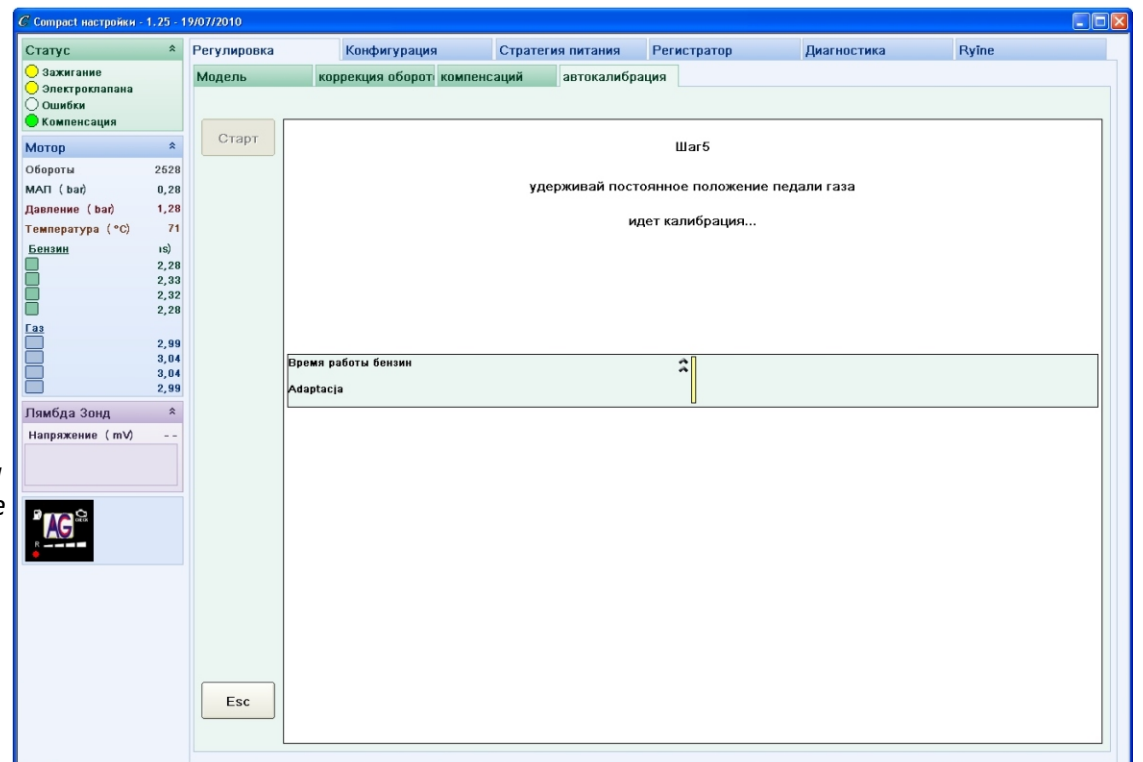 Compact настройки - 1.25 - 19/07/2010
Статус
Зажигание
Электроклапана
Ошибки
Компенсация
Мотор
Обороты 2528
МАП ( bar) 0,28
Давление ( bar) 1,28
Температура ( °C) 71
Бензин ıs)
2,28
2,33
2,32
2,28
Газ
2,99
3,04
3,04
2,99
Лямбда Зонд
Напряжение ( mV) --
AG
CHECK
R
Регулировка Конфигурация Стратегия питания Регистратор Диагностика Ryîne
Модель коррекция оборот компенсаций автокалибрация
Старт
Шаг5
удерживай постоянное положение педали газа
идет калибрация...
Время работы бензин
Adaptacja
Esc
е